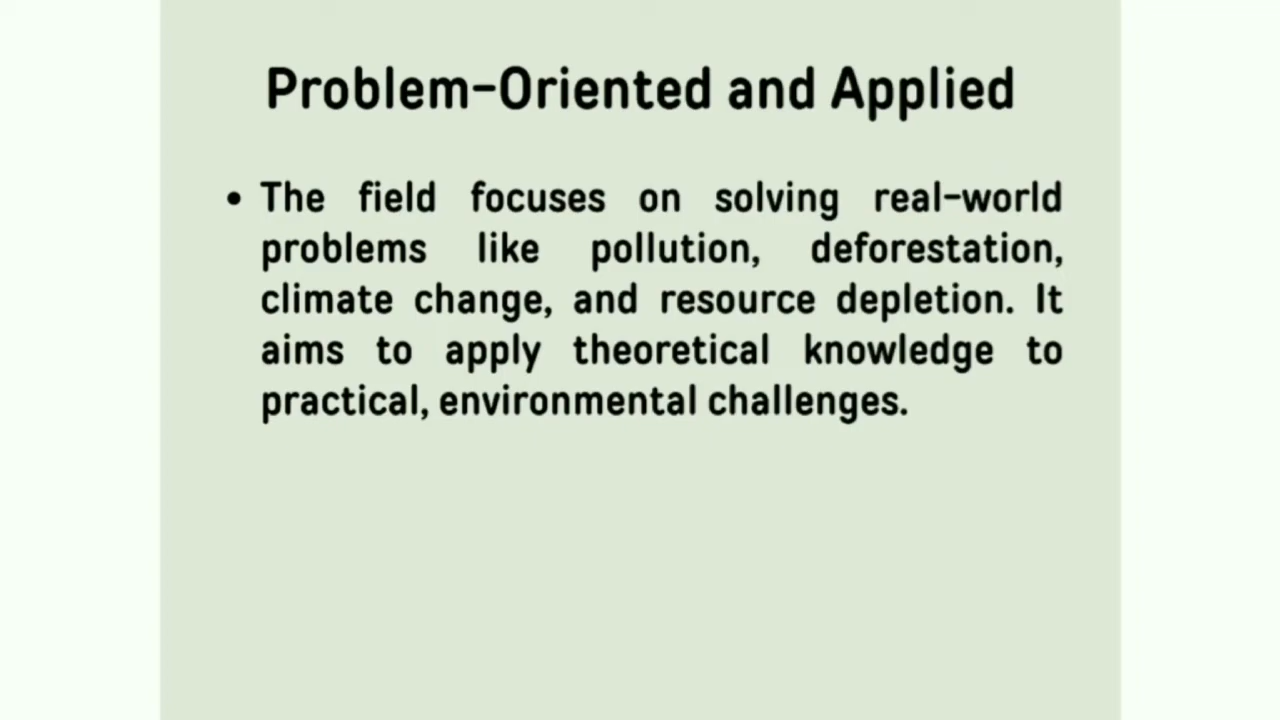 Problem-Oriented and Applied
• The field focuses on solving real-world
problems like pollution, deforestation,
climate change, and resource depletion. It
aims to apply theoretical knowledge to
practical, environmental challenges.